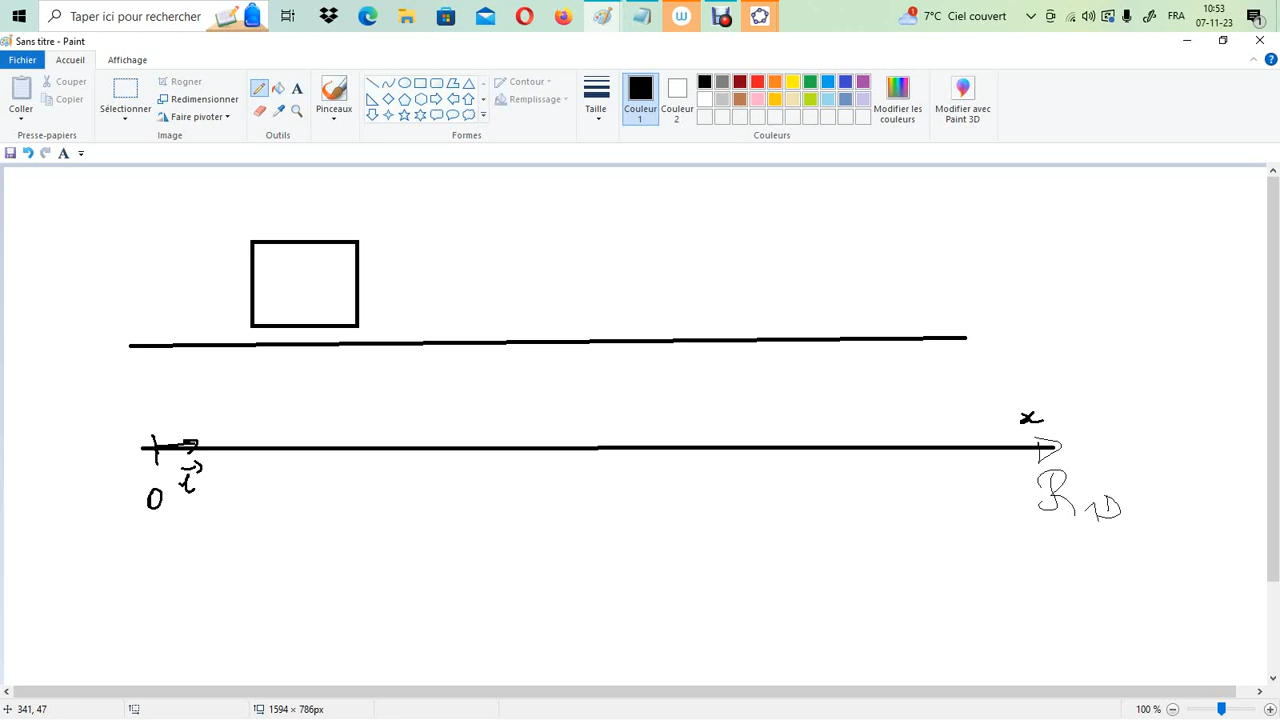 Taper ici pour rechercher
7°C Ciel couvert
FRA
10:53
07-11-23
1
Sans titre - Paint
Fichier
Accueil
Affichage
Coller
Couper
Copier
Presse-papiers
Sélectionner
Rogner
Redimensionner
Faire pivoter
Image
A
Outils
Pinceaux
Contour
Remplissage
Formes
Taille
Couleur
1
Couleur
2
Modifier les
couleurs
Couleurs
Modifier avec
Paint 3D
A
x
i
0
R 1D
341, 47
1594 × 786px
100 %